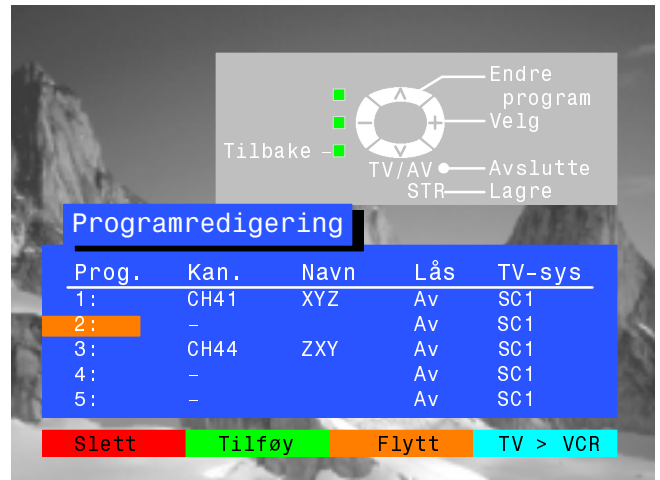 Endre
program
Velg
Tilbake
TV/AV
Avslutte
STR
Lagre
Programredigering
Prog. Kan. Navn Lås TV-sys
1: CH41 XYZ Av SC1
2: – Av SC1
3: CH44 ZXY Av SC1
4: – Av SC1
5: – Av SC1
Slett Tilføy Flytt TV > VCR